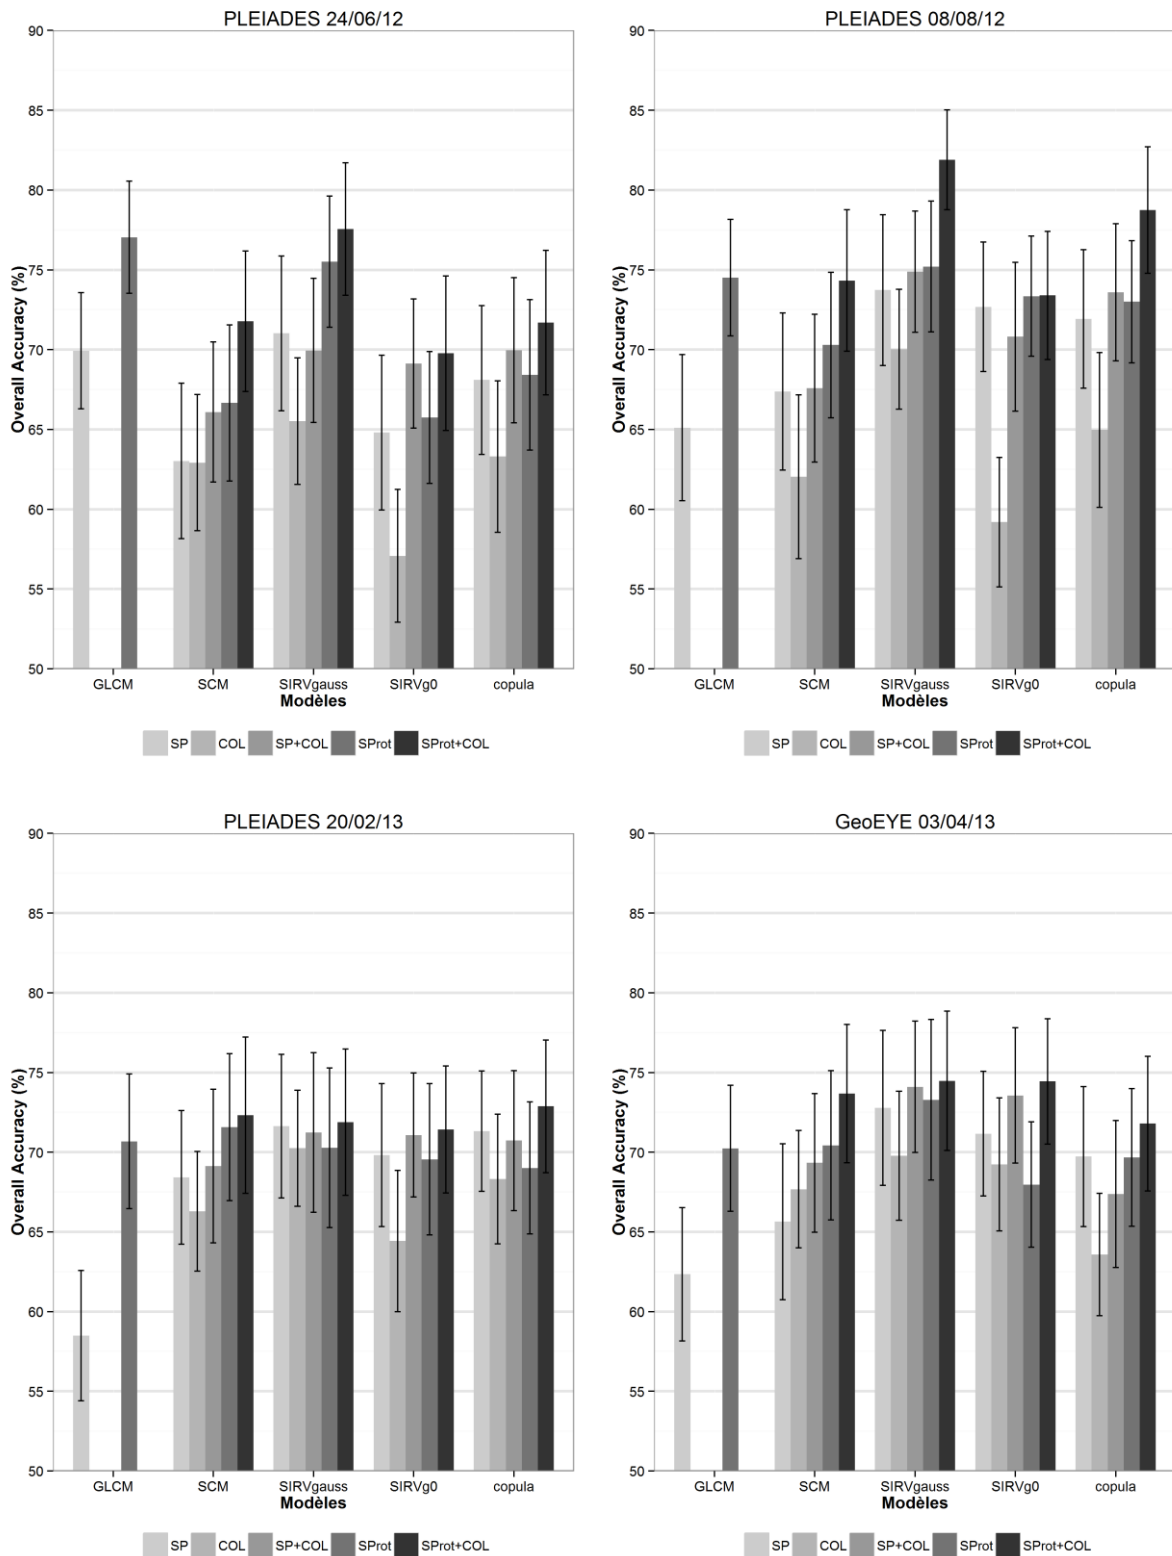 PLEIADES 24/06/12
90
85
80
75
70
65
60
55
50
Overall Accuracy (%)
GLCM SCM SIRVgauss SIRVg0 copula
Modèles
SP COL SP+COL SProt SProt+COL
PLEIADES 08/08/12
90
85
80
75
70
65
60
55
50
Overall Accuracy (%)
GLCM SCM SIRVgauss SIRVg0 copula
Modèles
SP COL SP+COL SProt SProt+COL
PLEIADES 20/02/13
90
85
80
75
70
65
60
55
50
Overall Accuracy (%)
GLCM SCM SIRVgauss SIRVg0 copula
Modèles
SP COL SP+COL SProt SProt+COL
GeoEYE 03/04/13
90
85
80
75
70
65
60
55
50
Overall Accuracy (%)
GLCM SCM SIRVgauss SIRVg0 copula
Modèles
SP COL SP+COL SProt SProt+COL